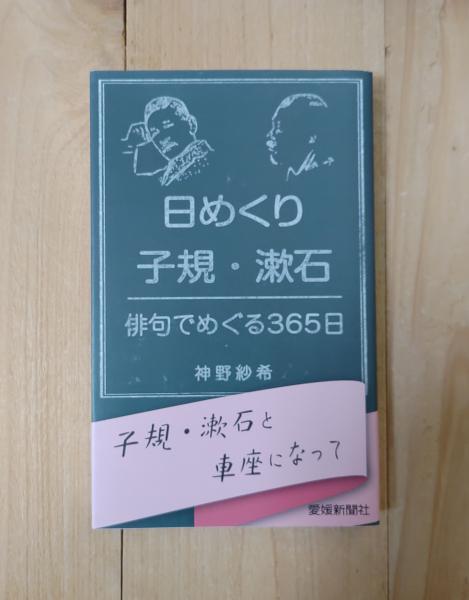 日めくり
子規・漱石
俳句でめぐる365日
神野紗希
子規・漱石と
車座になって
愛媛新聞社